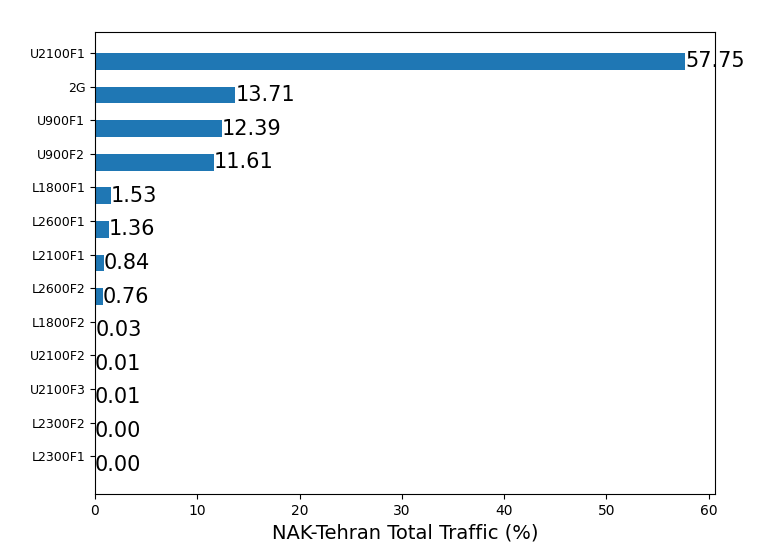 U2100F1 57.75
2G 13.71
U900F1 12.39
U900F2 11.61
L1800F1 1.53
L2600F1 1.36
L2100F1 0.84
L2600F2 0.76
L1800F2 0.03
U2100F2 0.01
U2100F3 0.01
L2300F2 0.00
L2300F1 0.00
0 10 20 30 40 50 60
NAK-Tehran Total Traffic (%)